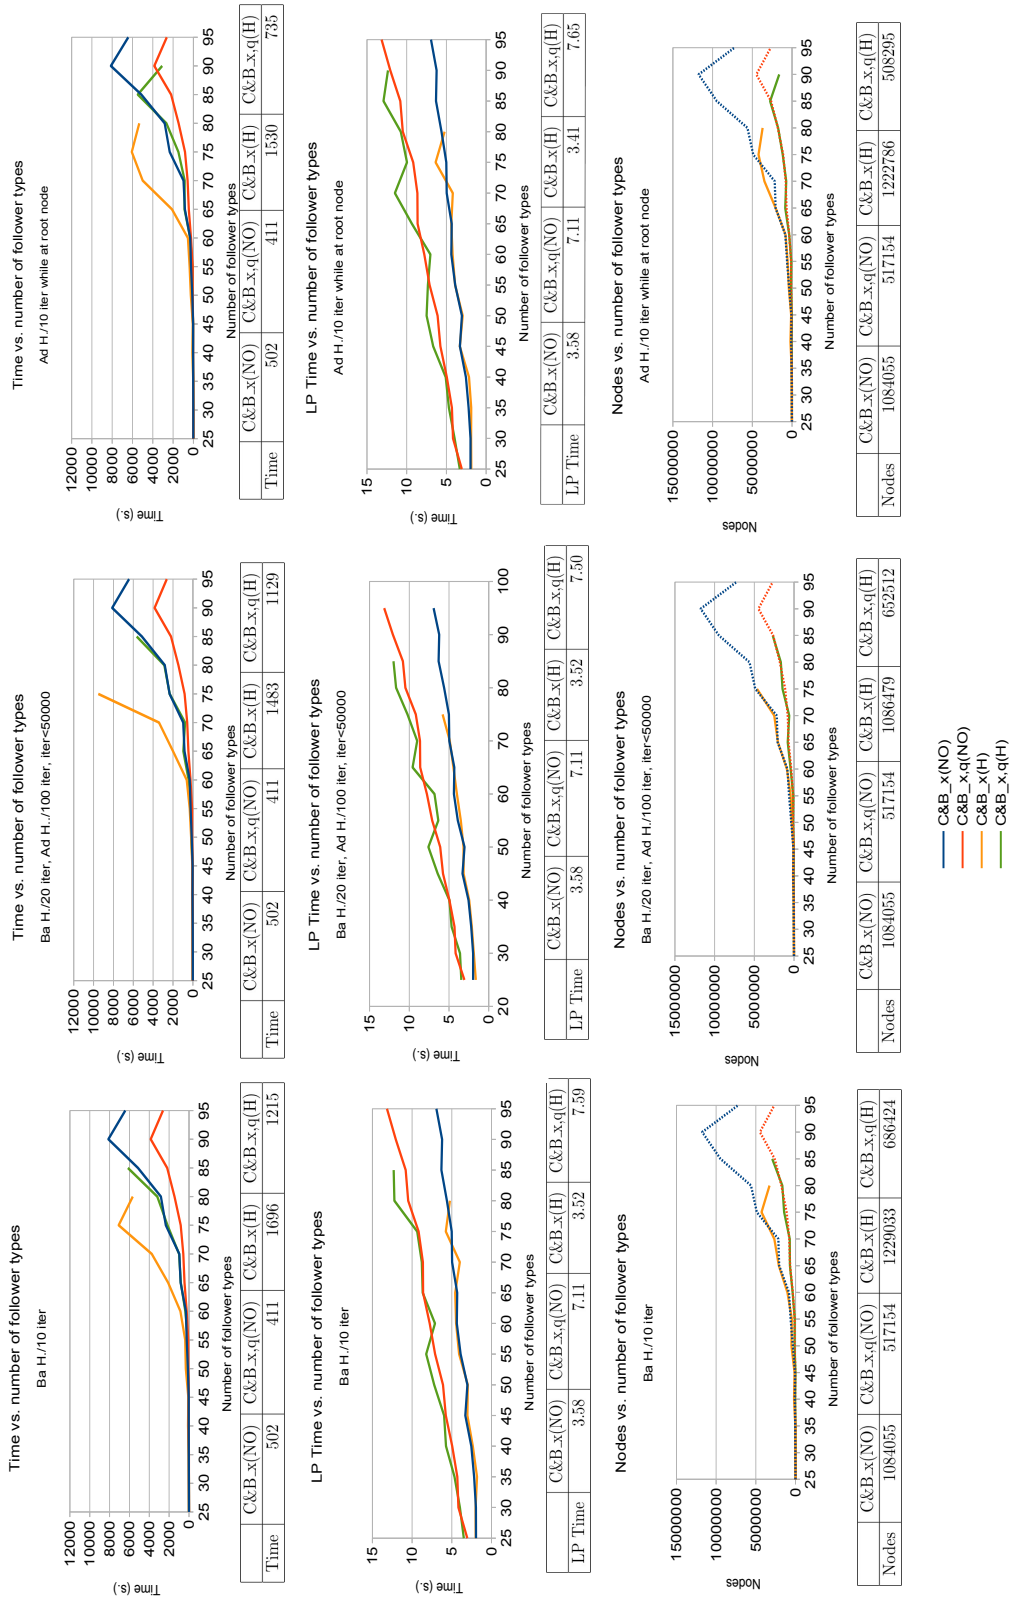 Time vs. number of follower types
Ba H./10 iter
Time (s.)
12000
10000
8000
6000
4000
2000
0
25 30 35 40 45 50 55 60 65 70 75 80 85 90 95
Number of follower types
C&B_x(NO) C&B_x,q(NO) C&B_x(H) C&B_x,q(H)
Time 502 411 1696 1215
Time vs. number of follower types
Ba H./20 iter, Ad H../100 iter, iter<50000
Time (s.)
12000
10000
8000
6000
4000
2000
0
25 30 35 40 45 50 55 60 65 70 75 80 85 90 95
Number of follower types
C&B_x(NO) C&B_x,q(NO) C&B_x(H) C&B_x,q(H)
Time 502 411 1483 1129
Time vs. number of follower types
Ad H./10 iter while at root node
Time (s.)
12000
10000
8000
6000
4000
2000
0
25 30 35 40 45 50 55 60 65 70 75 80 85 90 95
Number of follower types
C&B_x(NO) C&B_x,q(NO) C&B_x(H) C&B_x,q(H)
Time 502 411 1530 735
LP Time vs. number of follower types
Ba H./10 iter
Time (s.)
15
10
5
0
25 30 35 40 45 50 55 60 65 70 75 80 85 90 95
Number of follower types
C&B_x(NO) C&B_x,q(NO) C&B_x(H) C&B_x,q(H)
LP Time 3.58 7.11 3.52 7.59
LP Time vs. number of follower types
Ba H./20 iter, Ad H./100 iter, iter<50000
Time (s.)
15
10
5
0
20 30 40 50 60 70 80 90 100
Number of follower types
C&B_x(NO) C&B_x,q(NO) C&B_x(H) C&B_x,q(H)
LP Time 3.58 7.11 3.52 7.50
LP Time vs. number of follower types
Ad H./10 iter while at root node
Time (s.)
15
10
5
0
25 30 35 40 45 50 55 60 65 70 75 80 85 90 95
Number of follower types
C&B_x(NO) C&B_x,q(NO) C&B_x(H) C&B_x,q(H)
LP Time 3.58 7.11 3.41 7.65
Nodes vs. number of follower types
Ba H./10 iter
Nodes
15000000
10000000
5000000
0
25 30 35 40 45 50 55 60 65 70 75 80 85 90 95
Number of follower types
C&B_x(NO) C&B_x,q(NO) C&B_x(H) C&B_x,q(H)
Nodes 1084055 517154 1229033 686424
Nodes vs. number of follower types
Ba H./20 iter, Ad H./100 iter, iter<50000
Nodes
15000000
10000000
5000000
0
25 30 35 40 45 50 55 60 65 70 75 80 85 90 95
Number of follower types
C&B_x(NO) C&B_x,q(NO) C&B_x(H) C&B_x,q(H)
Nodes 1084055 517154 1086479 652512
Nodes vs. number of follower types
Ad H./10 iter while at root node
Nodes
15000000
10000000
5000000
0
25 30 35 40 45 50 55 60 65 70 75 80 85 90 95
Number of follower types
C&B_x(NO) C&B_x,q(NO) C&B_x(H) C&B_x,q(H)
Nodes 1084055 517154 1222786 508295
C&B_x(NO)
C&B_x,q(NO)
C&B_x(H)
C&B_x,q(H)